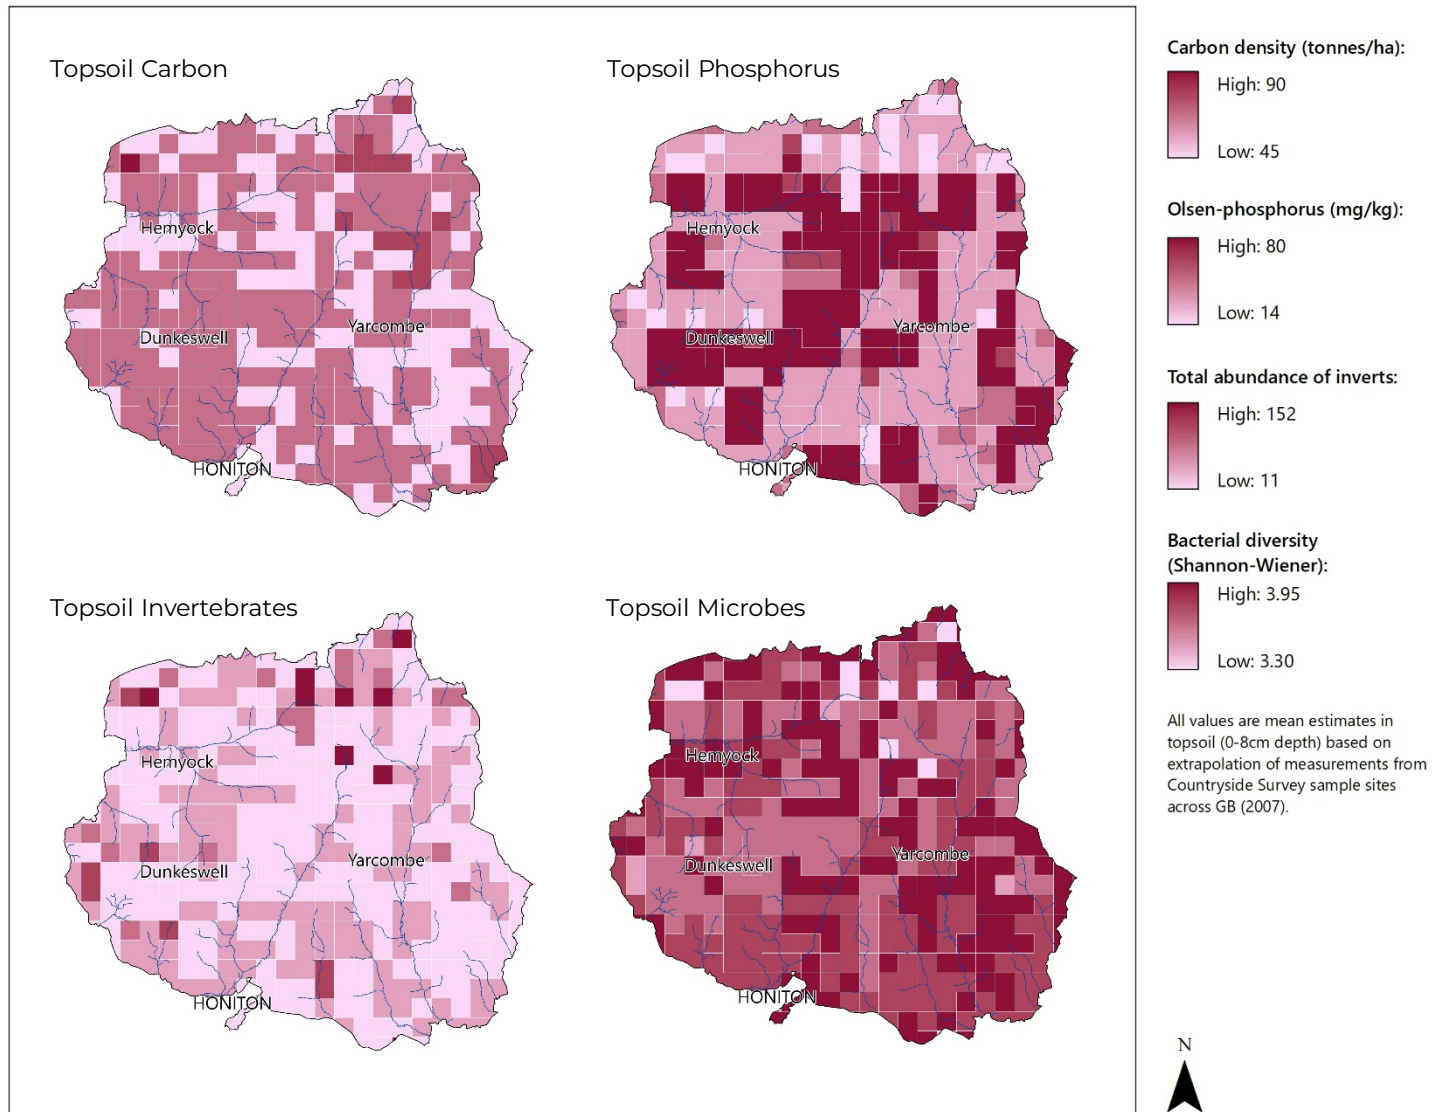 Topsoil Carbon
Topsoil Phosphorus
Hemyock
Dunkeswell
Yarcombe
HONITON
Hemyock
Dunkeswell
Yarcombe
HONITON
Topsoil Invertebrates
Topsoil Microbes
Hemyock
Dunkeswell
Yarcombe
HONITON
Hemyock
Dunkeswell
Yarcombe
HONITON
Carbon density (tonnes/ha):
High: 90
Low: 45
Olsen-phosphorus (mg/kg):
High: 80
Low: 14
Total abundance of inverts:
High: 152
Low: 11
Bacterial diversity
(Shannon-Wiener):
High: 3.95
Low: 3.30
All values are mean estimates in
topsoil (0-8cm depth) based on
extrapolation of measurements from
Countryside Survey sample sites
across GB (2007).
N